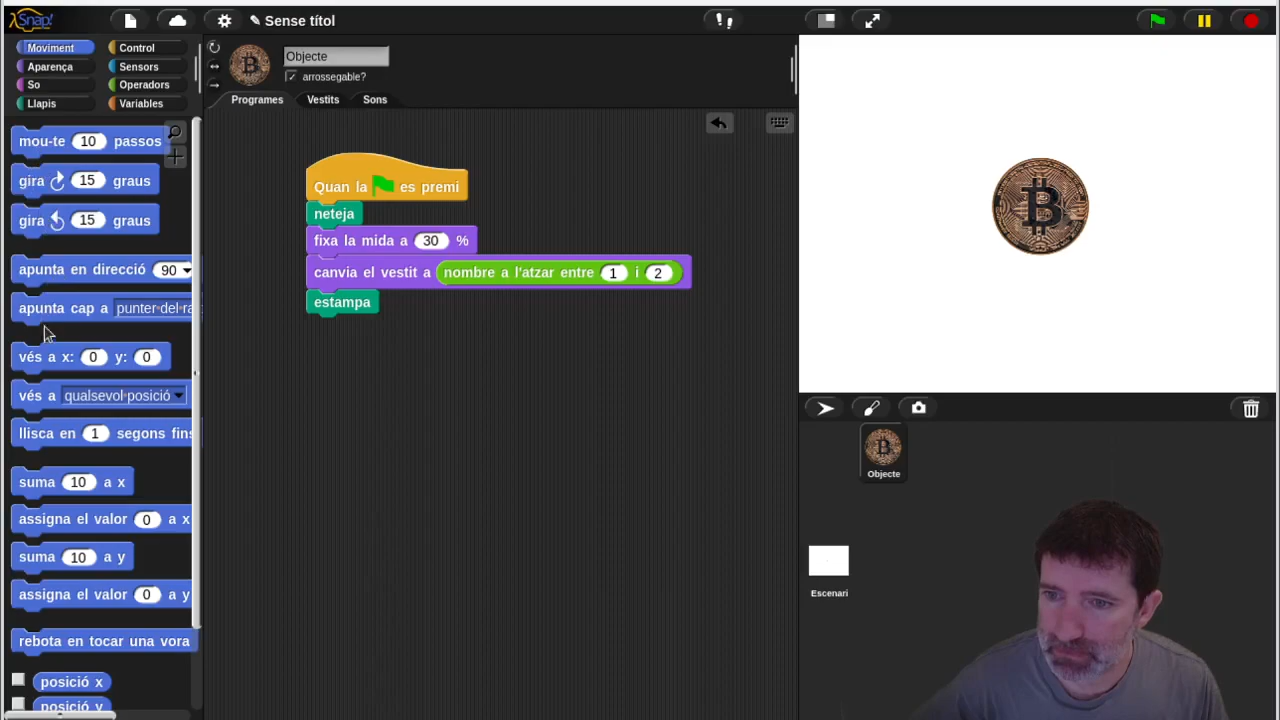 Snap!
Sense títol
Moviment
Control
Aparença
Sensors
So
Operadors
Llapis
Variables
mou-te 10 passos
gira 15 graus
gira 15 graus
apunta en direcció 90
apunta cap a punter del ra
vés a x: 0 y: 0
vés a qualsevol posició
llisca en 1 segons fins
suma 10 a x
assigna el valor 0 a x
suma 10 a y
assigna el valor 0 a y
rebota en tocar una vora
posició x
posició y
Objecte
arrossegable?
Programes Vestits Sons
Quan la es premi
neteja
fixa la mida a 30 %
canvia el vestit a nombre a l'atzar entre 1 i 2
estampa
Objecte
Escenari